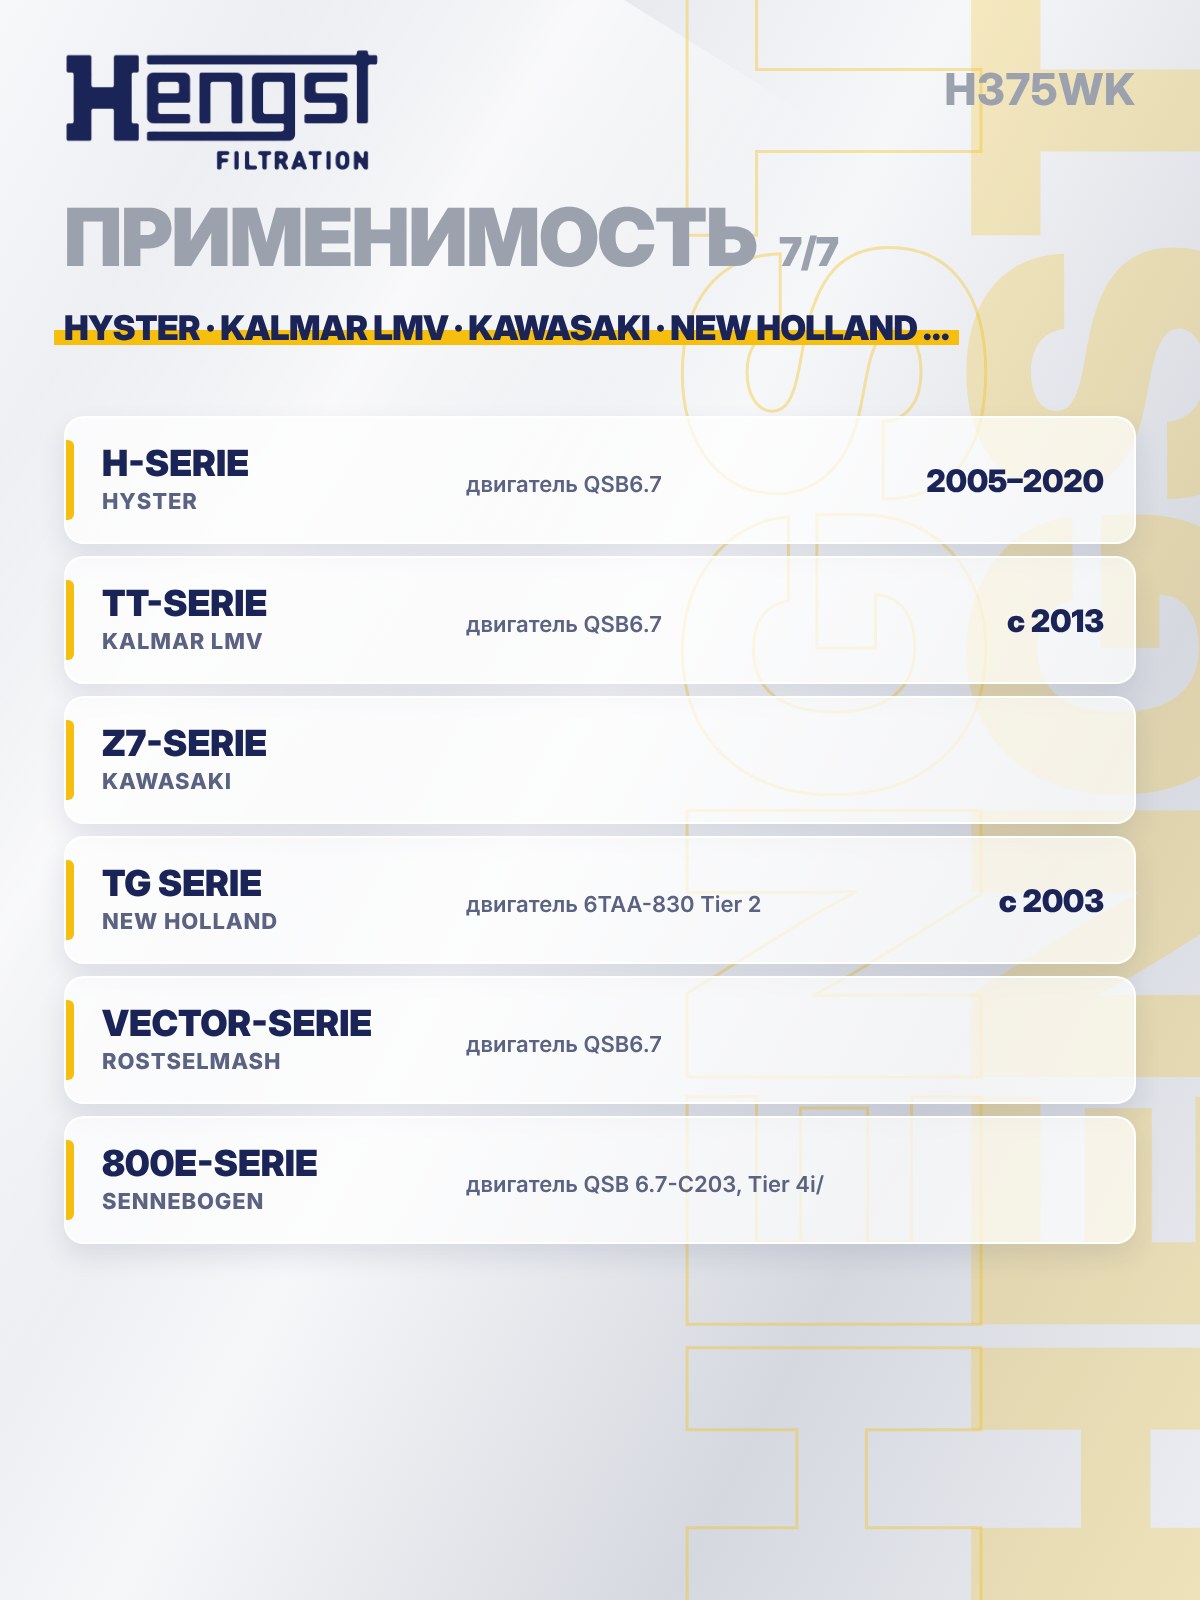 Hengst
FILTRATION
H375WK
ПРИМЕНИМОСТЬ 7/7
HYSTER · KALMAR LMV · KAWASAKI · NEW HOLLAND ...
H-SERIE
HYSTER
двигатель QSB6.7
2005–2020
TT-SERIE
KALMAR LMV
двигатель QSB6.7
с 2013
Z7-SERIE
KAWASAKI
TG SERIE
NEW HOLLAND
двигатель 6TAA-830 Tier 2
с 2003
VECTOR-SERIE
ROSTSELMASH
двигатель QSB6.7
800E-SERIE
SENNEBOGEN
двигатель QSB 6.7-C203, Tier 4i/
HENGST
HENGST